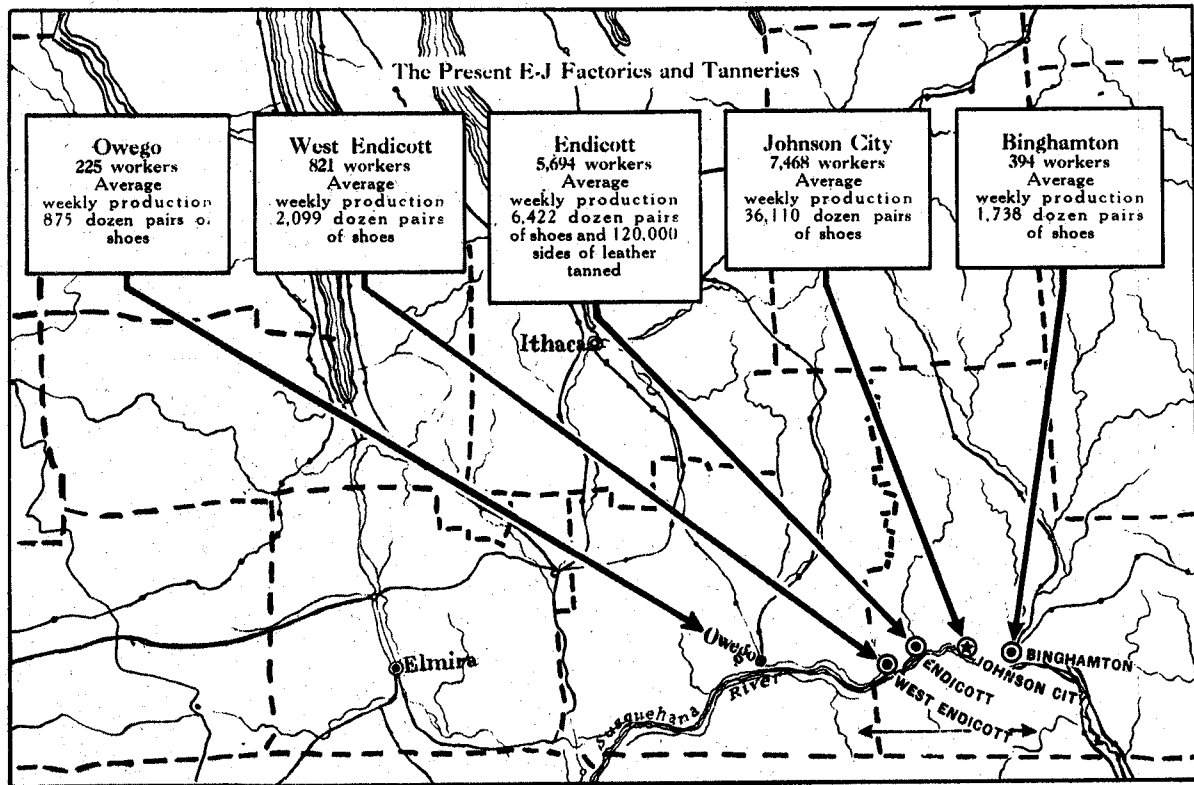 The Present E-J Factories and Tanneries
Owego
225 workers
Average
weekly production
875 dozen pairs of
shoes
West Endicott
821 workers
Average
weekly production
2,099 dozen pairs
of shoes
Endicott
5,694 workers
Average
weekly production
6,422 dozen pairs
of shoes and 120,000
sides of leather
tanned
Johnson City
7,468 workers
Average
weekly production
36,110 dozen pairs
of shoes
Binghamton
394 workers
Average
weekly production
1,738 dozen pairs
of shoes
Ithaca
Elmira
Owego
Susquehana River
WEST ENDICOTT
ENDICOTT
JOHNSON CITY
BINGHAMTON